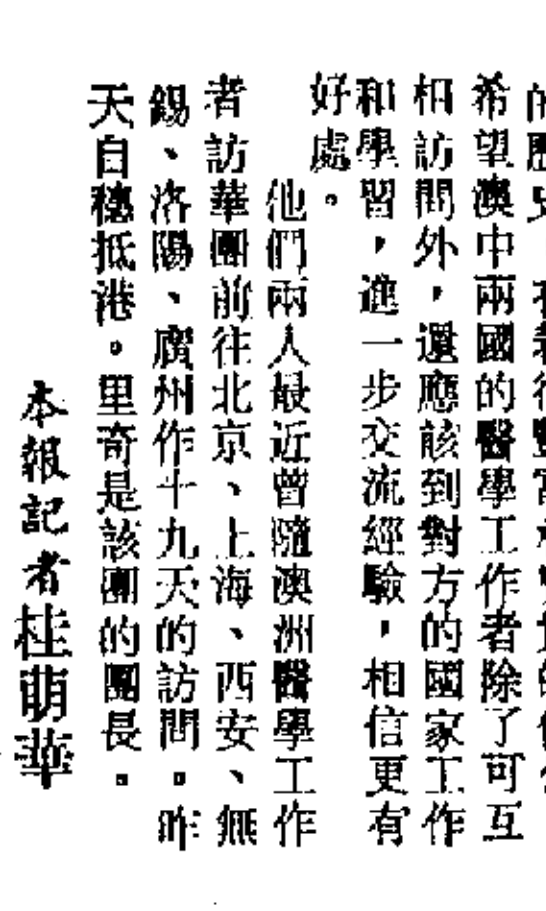 的歷史
希望澳中兩國的醫學工作者除了可互
相訪問外，還應該到對方的國家工作
和學習，進一步交流經驗，相信更有
好處。
他們兩人最近曾隨澳洲醫學工作
者訪華團前往北京、上海、西安、無
錫、洛陽、廣州作十九天的訪問。昨
天自穗抵港。里奇是該團的團長。
本報記者桂萌華